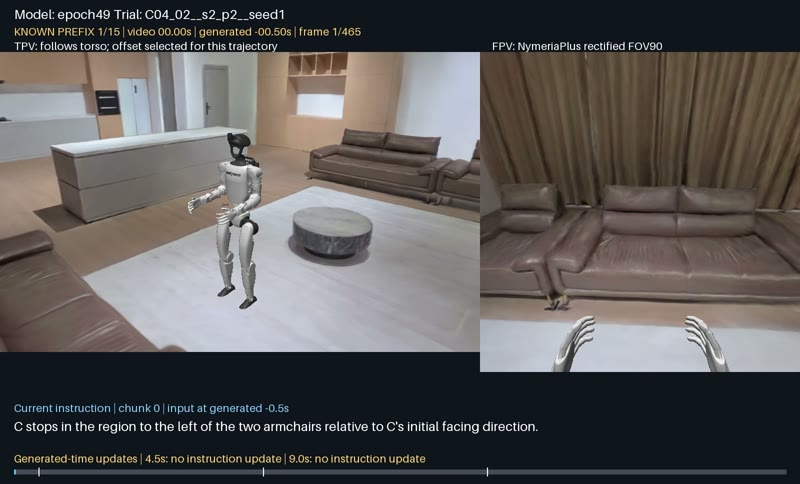 Model: epoch49 Trial: C04_02__s2_p2__seed1
KNOWN PREFIX 1/15 | video 00.00s | generated -00.50s | frame 1/465
TPV: follows torso; offset selected for this trajectory
FPV: NymeriaPlus rectified FOV90
Current instruction | chunk 0 | input at generated -0.5s
C stops in the region to the left of the two armchairs relative to C's initial facing direction.
Generated-time updates | 4.5s: no instruction update | 9.0s: no instruction update